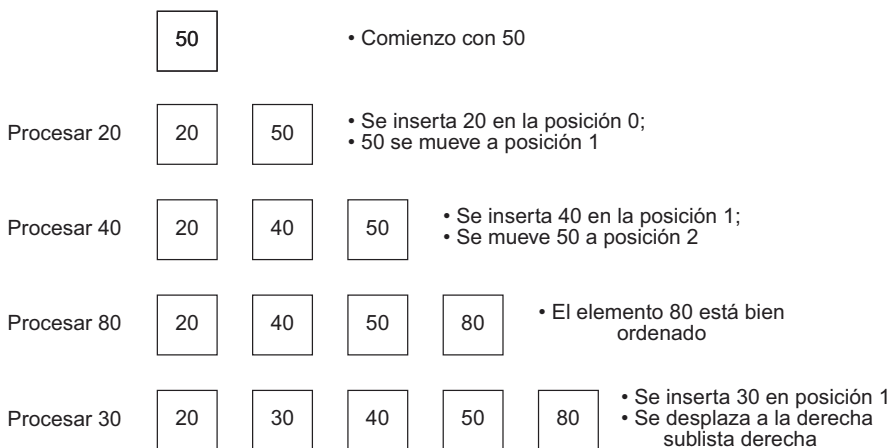 50 • Comienzo con 50
Procesar 20 20 50 • Se inserta 20 en la posición 0;
• 50 se mueve a posición 1
Procesar 40 20 40 50 • Se inserta 40 en la posición 1;
• Se mueve 50 a posición 2
Procesar 80 20 40 50 80 • El elemento 80 está bien
ordenado
Procesar 30 20 30 40 50 80 • Se inserta 30 en posición 1
• Se desplaza a la derecha
sublista derecha